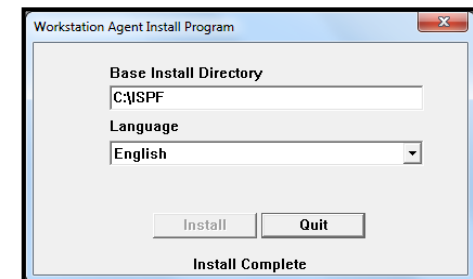 Workstation Agent Install Program
Base Install Directory
C:\ISPF
Language
English
Install Quit
Install Complete